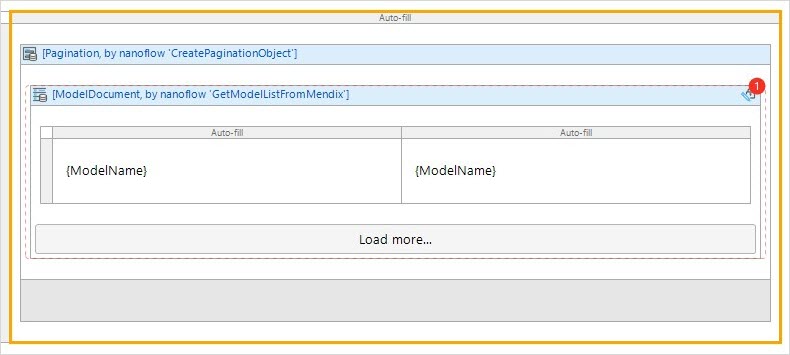 Auto-fill
[Pagination, by nanoflow 'CreatePaginationObject']
[ModelDocument, by nanoflow 'GetModelListFromMendix']
1
Auto-fill Auto-fill
{ModelName} {ModelName}
Load more...